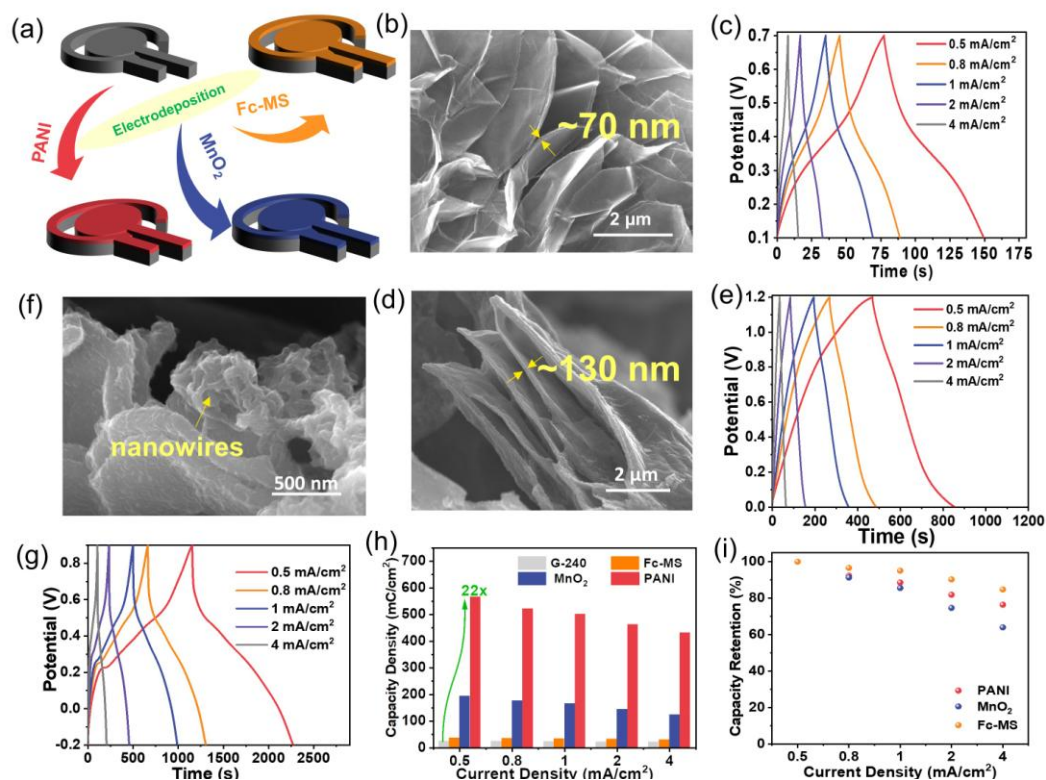 (a)
Electrodeposition
PANI
MnO2
Fc-MS
(b)
~70 nm
2 μm
(c)
Potential (V)
0.7
0.6
0.5
0.4
0.3
0.2
0.1
0.5 mA/cm²
0.8 mA/cm²
1 mA/cm²
2 mA/cm²
4 mA/cm²
0 25 50 75 100 125 150 175
Time (s)
(f)
nanowires
500 nm
(d)
~130 nm
2 μm
(e)
Potential (V)
1.2
1.0
0.8
0.6
0.4
0.2
0.0
0.5 mA/cm²
0.8 mA/cm²
1 mA/cm²
2 mA/cm²
4 mA/cm²
0 200 400 600 800 1000 1200
Time (s)
(g)
Potential (V)
0.8
0.6
0.4
0.2
0.0
-0.2
0.5 mA/cm²
0.8 mA/cm²
1 mA/cm²
2 mA/cm²
4 mA/cm²
0 500 1000 1500 2000 2500
Time (s)
(h)
Capacity Density (mC/cm²)
700
600
500
400
300
200
100
0
G-240 Fc-MS
MnO₂ PANI
22x
0.5 0.8 1 2 4
Current Density (mA/cm²)
(i)
Capacity Retention (%)
100
80
60
40
20
0
PANI
MnO₂
Fc-MS
0.5 0.8 1 2 4
Current Density (mA/cm²)